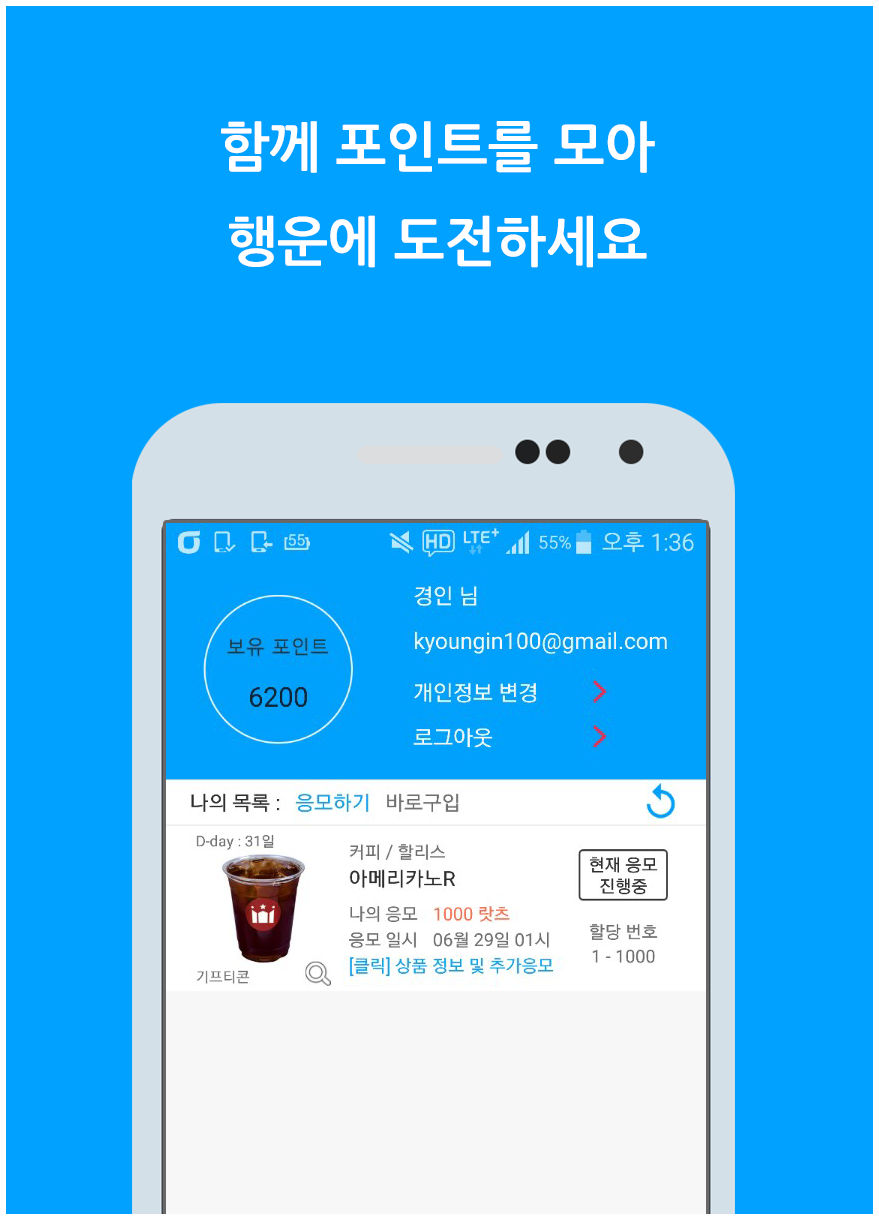 함께 포인트를 모아
행운에 도전하세요
55 HD LTE+ 55% 오후 1:36
보유 포인트
6200
경인 님
kyoungin100@gmail.com
개인정보 변경
로그아웃
나의 목록 : 응모하기 바로구입
D-day : 31일
기프티콘
커피 / 할리스
아메리카노R
나의 응모 1000 랏츠
응모 일시 06월 29일 01시
[클릭] 상품 정보 및 추가응모
현재 응모
진행중
할당 번호
1 - 1000